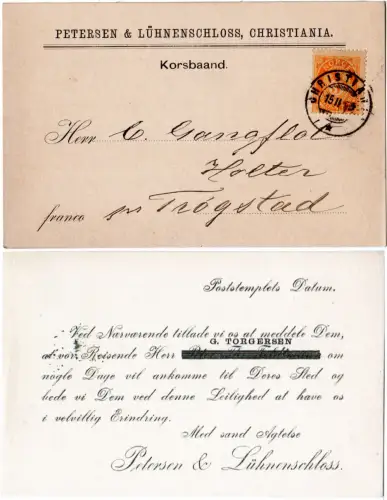 PETERSEN & LÜHNENSCHLOSS, CHRISTIANIA.
Korsbaand.
CHRISTIANIA
15 II
Herr C. Gangflot
Holter
franco pr Trøgstad
Poststemplets Datum.
Ved Nærværende tillade vi os at meddele Dem,
G. TORGERSEN
at vor Reisende Herr om
nogle Dage vil ankomme til Deres Sted og
bede vi Dem ved denne Leilighed at have os
i velvillig Erindring.
Med sand Agtelse
Petersen & Lühnenschloss.